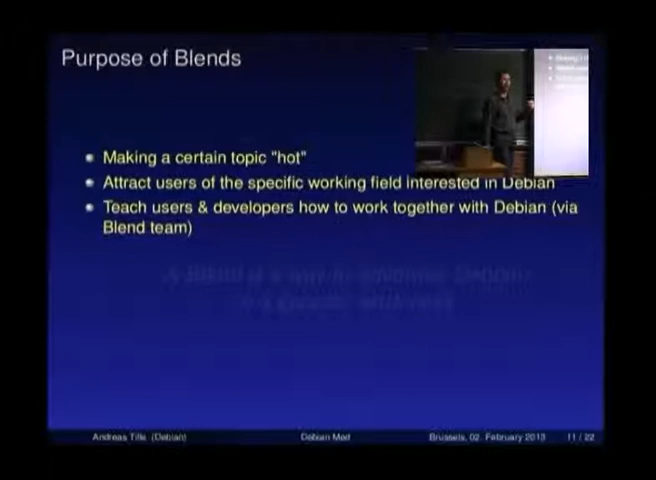 Purpose of Blends
Making a certain topic "hot"
Attract users of the specific working field interested in Debian
Teach users & developers how to work together with Debian (via
Blend team)
Andreas Tille (Debian)
Debian Med
Brussels, 02. February 2013
11 / 22